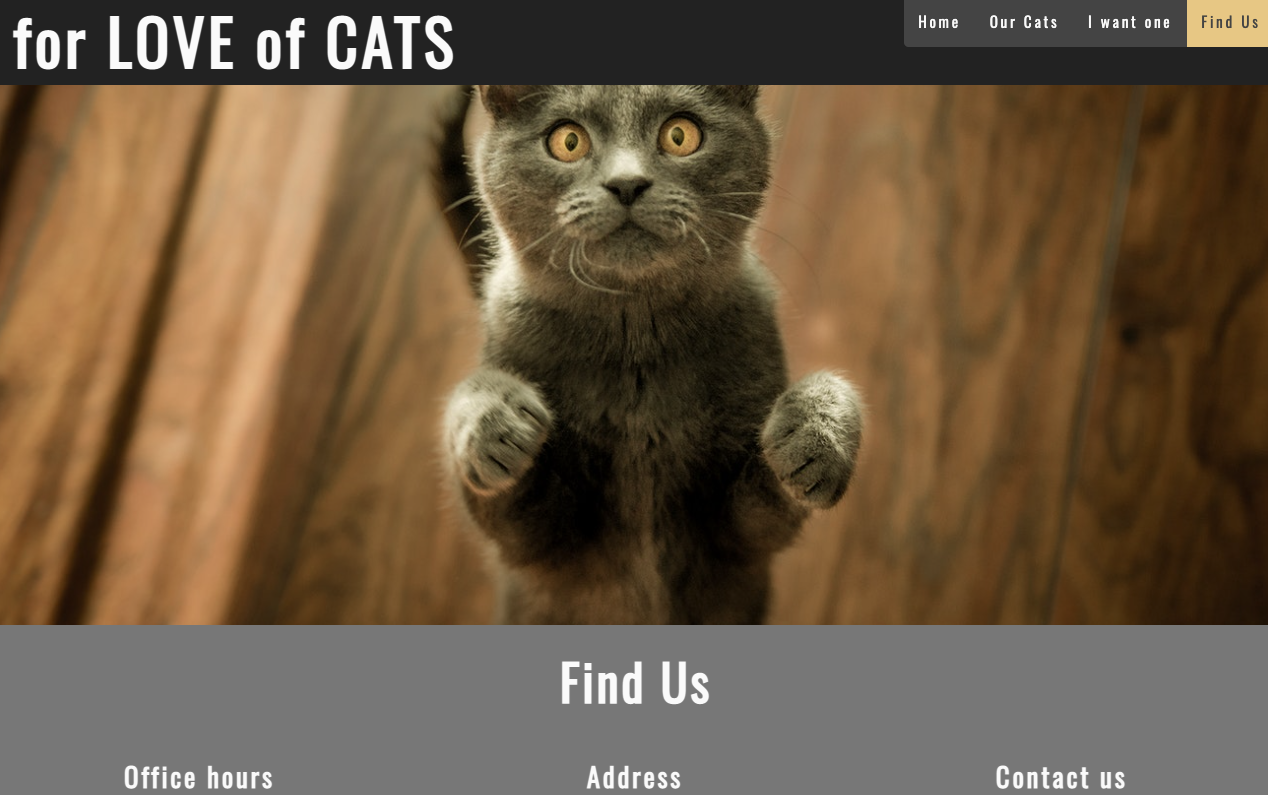 for LOVE of CATS
Home Our Cats I want one Find Us
Find Us
Office hours Address Contact us